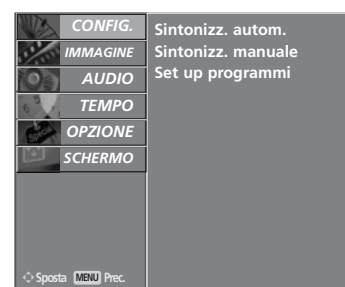 CONFIG.
IMMAGINE
AUDIO
TEMPO
OPZIONE
SCHERMO
Sintonizz. autom.
Sintonizz. manuale
Set up programmi
Sposta MENU Prec.